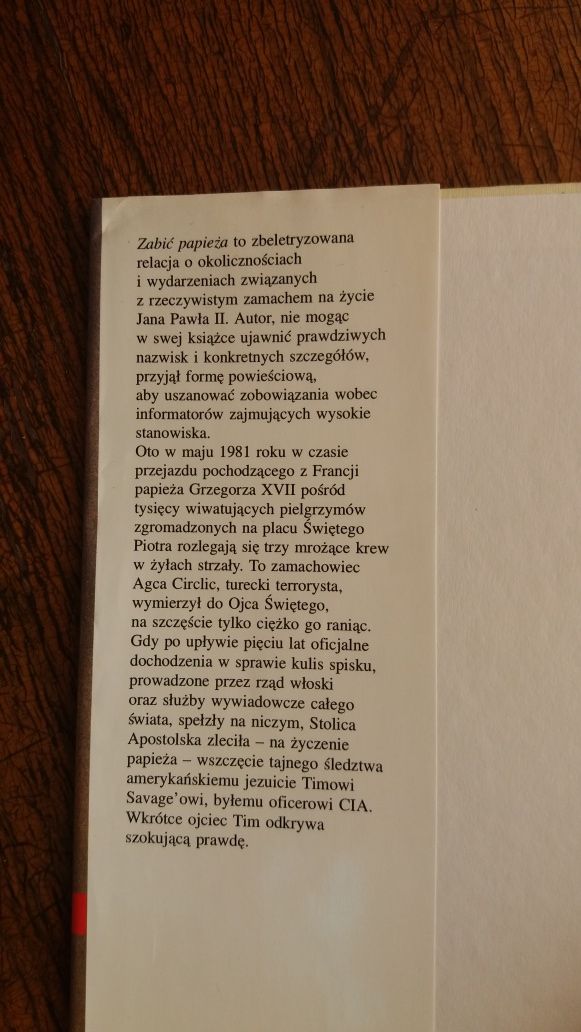 Zabić papieża to zbeletryzowana
relacja o okolicznościach
i wydarzeniach związanych
z rzeczywistym zamachem na życie
Jana Pawła II. Autor, nie mogąc
w swej książce ujawnić prawdziwych
nazwisk i konkretnych szczegółów,
przyjął formę powieściową,
aby uszanować zobowiązania wobec
informatorów zajmujących wysokie
stanowiska.
Oto w maju 1981 roku w czasie
przejazdu pochodzącego z Francji
papieża Grzegorza XVII pośród
tysięcy wiwatujących pielgrzymów
zgromadzonych na placu Świętego
Piotra rozlegają się trzy mrożące krew
w żyłach strzały. To zamachowiec
Agca Circlic, turecki terrorysta,
wymierzył do Ojca Świętego,
na szczęście tylko ciężko go raniąc.
Gdy po upływie pięciu lat oficjalne
dochodzenia w sprawie kulis spisku,
prowadzone przez rząd włoski
oraz służby wywiadowcze całego
świata, spełzły na niczym, Stolica
Apostolska zleciła – na życzenie
papieża – wszczęcie tajnego śledztwa
amerykańskiemu jezuicie Timowi
Savage'owi, byłemu oficerowi CIA.
Wkrótce ojciec Tim odkrywa
szokującą prawdę.